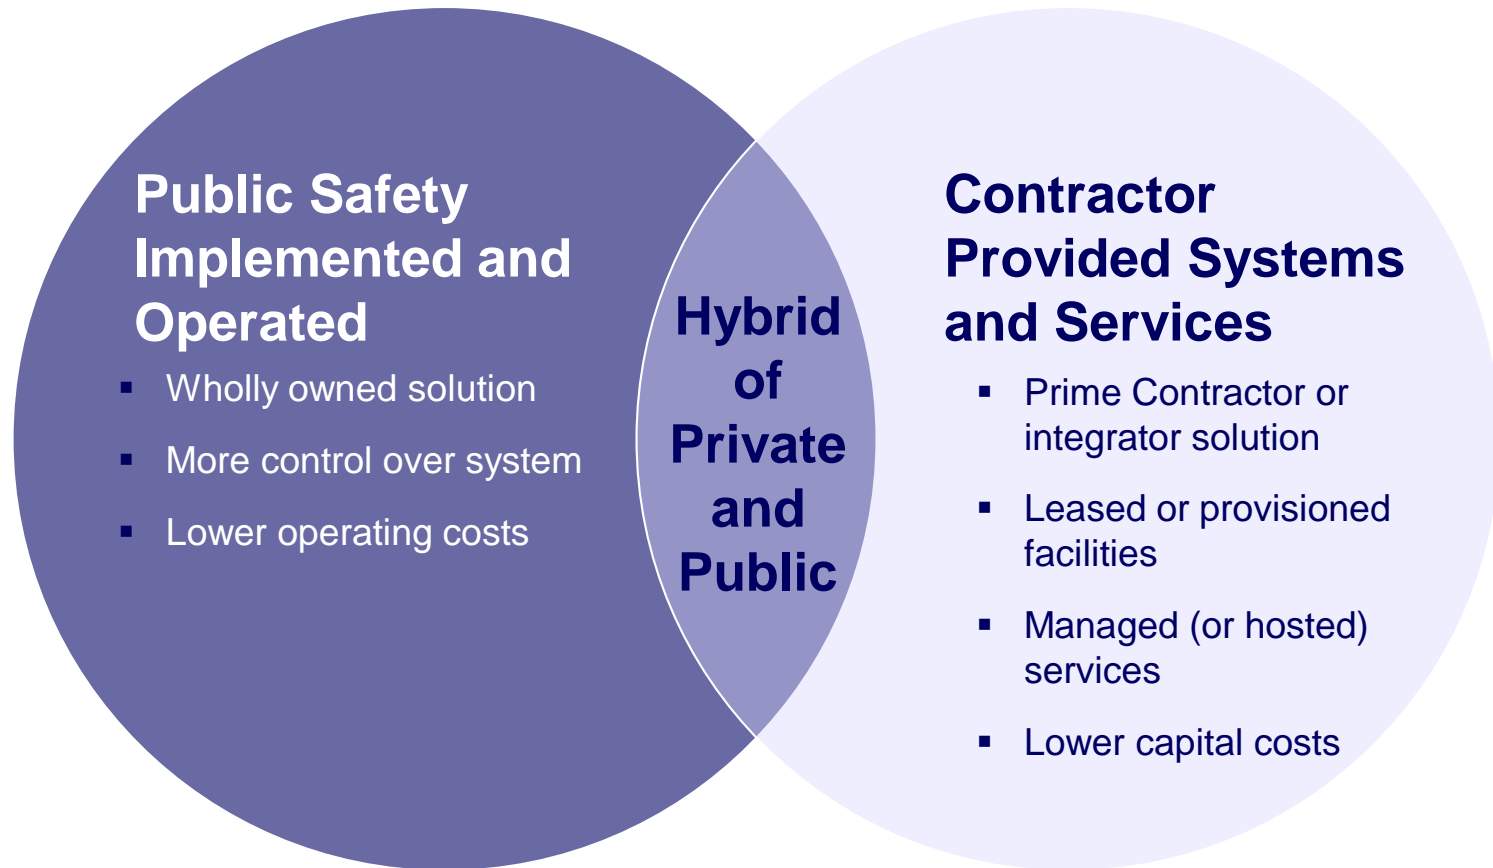 Public Safety
Implemented and
Operated
▪ Wholly owned solution
▪ More control over system
▪ Lower operating costs
Hybrid
of
Private
and
Public
Contractor
Provided Systems
and Services
▪ Prime Contractor or
integrator solution
▪ Leased or provisioned
facilities
▪ Managed (or hosted)
services
▪ Lower capital costs